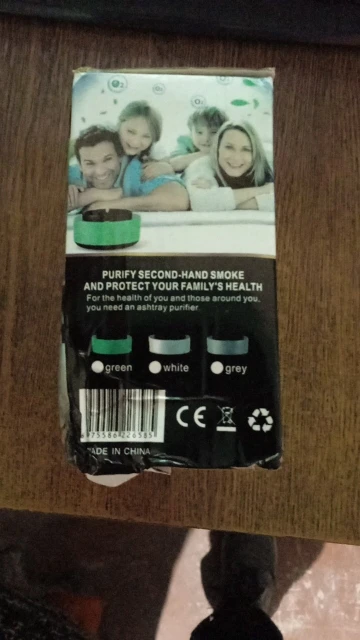 PURIFY SECOND-HAND SMOKE
AND PROTECT YOUR FAMILY'S HEALTH
For the health of you and those around you,
you need an ashtray purifier
green white grey
CE
MADE IN CHINA